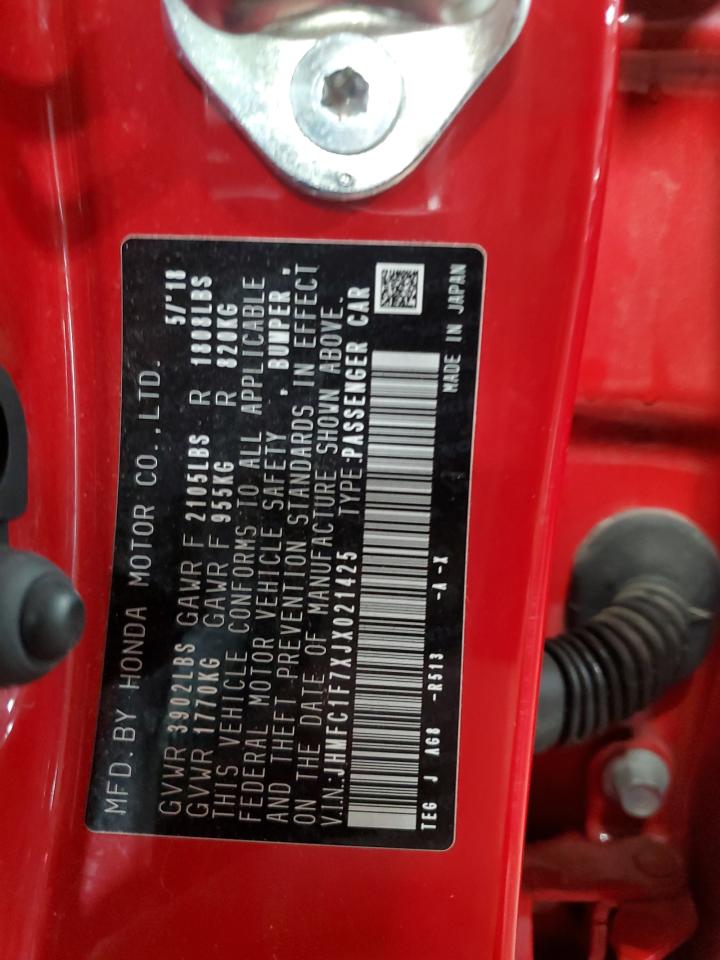 MFD. BY HONDA MOTOR CO., LTD. 5/'18
GVWR 3902LBS GAWR F 2105LBS R 1808LBS
GVWR 1770KG GAWR F 955KG R 820KG
THIS VEHICLE CONFORMS TO ALL APPLICABLE
FEDERAL MOTOR VEHICLE SAFETY , BUMPER ,
AND THEFT PREVENTION STANDARDS IN EFFECT
ON THE DATE OF MANUFACTURE SHOWN ABOVE.
V.I.N:JHMFC1F7XJX021425 TYPE:PASSENGER CAR
TEG J AG8 -R513 -A -X MADE IN JAPAN